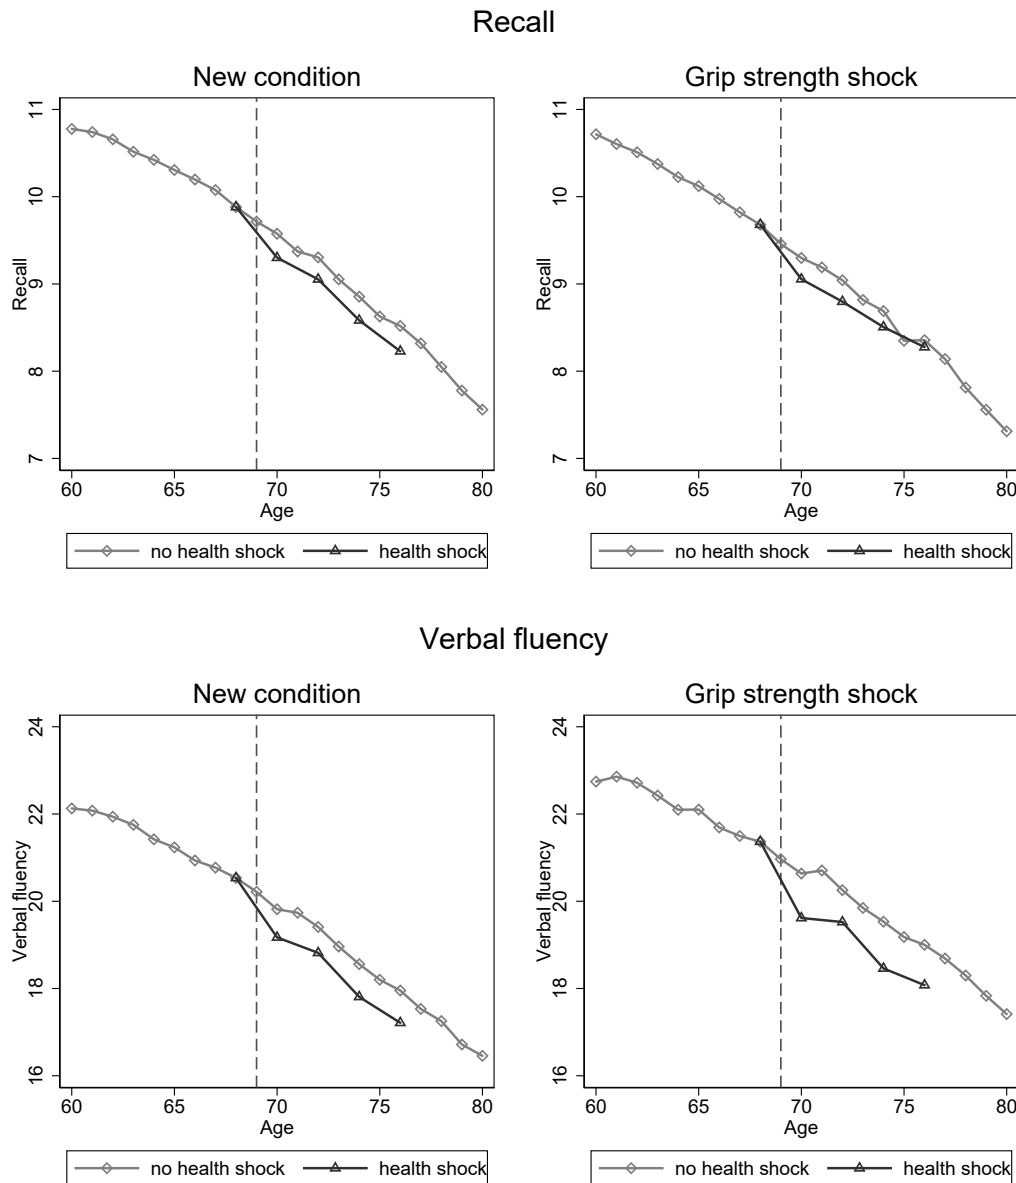 Recall
New condition
Grip strength shock
11
10
9
8
7
Recall
60 65 70 75 80
Age
no health shock health shock
11
10
9
8
7
Recall
60 65 70 75 80
Age
no health shock health shock
Verbal fluency
New condition
Grip strength shock
24
22
20
18
16
Verbal fluency
60 65 70 75 80
Age
no health shock health shock
24
22
20
18
16
Verbal fluency
60 65 70 75 80
Age
no health shock health shock